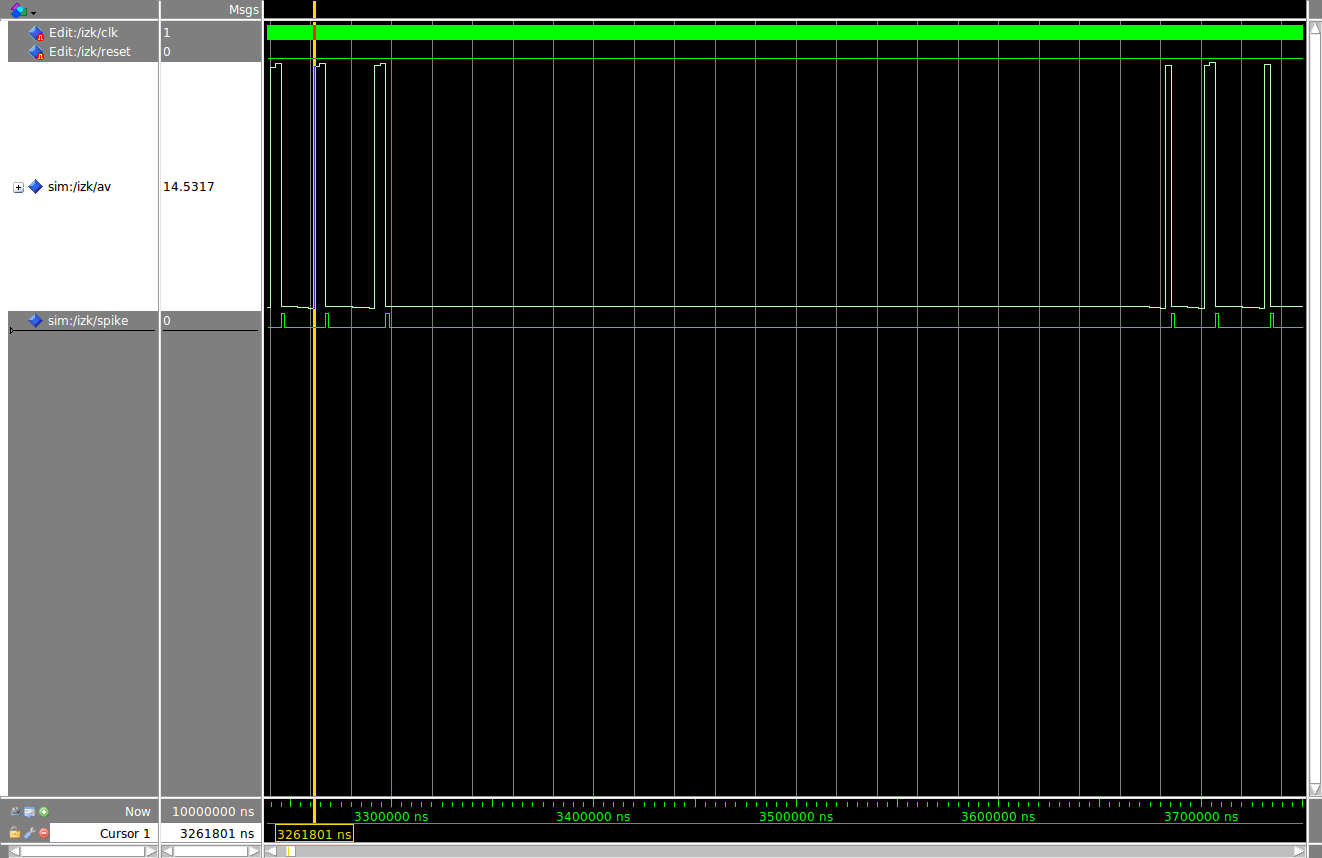 Msgs
Edit:/izk/clk 1
Edit:/izk/reset 0
sim:/izk/av 14.5317
sim:/izk/spike 0
Now 10000000 ns
3300000 ns 3400000 ns 3500000 ns 3600000 ns 3700000 ns
Cursor 1 3261801 ns
3261801 ns